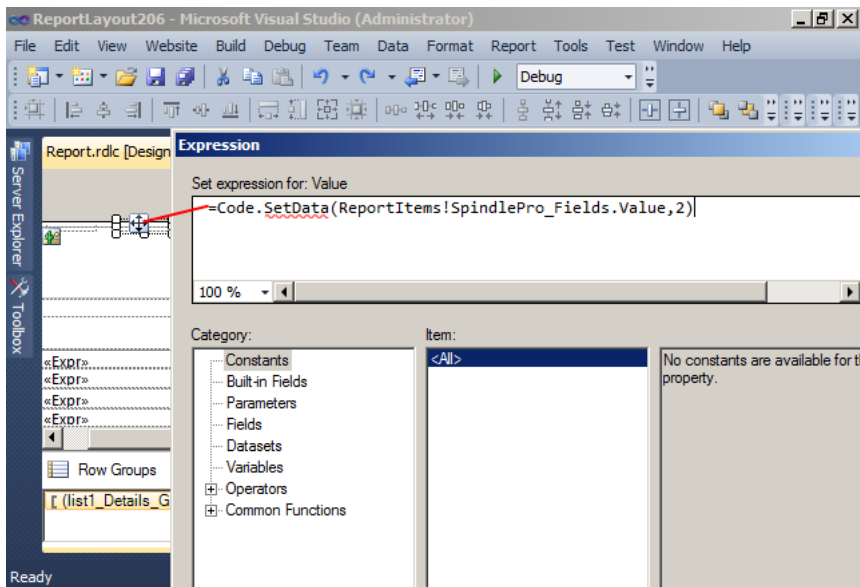 ReportLayout206 - Microsoft Visual Studio (Administrator)
File Edit View Website Build Debug Team Data Format Report Tools Test Window Help
Debug
Report.rdlc [Design
Expression
Server Explorer
Toolbox
Set expression for: Value
=Code.SetData(ReportItems!SpindlePro_Fields.Value,2)
100 %
Category:
Item:
Constants
Built-in Fields
Parameters
Fields
Datasets
Variables
Operators
Common Functions
<All>
No constants are available for t
property.
«Expr»
«Expr»
«Expr»
«Expr»
Row Groups
(list1_Details_G
Ready